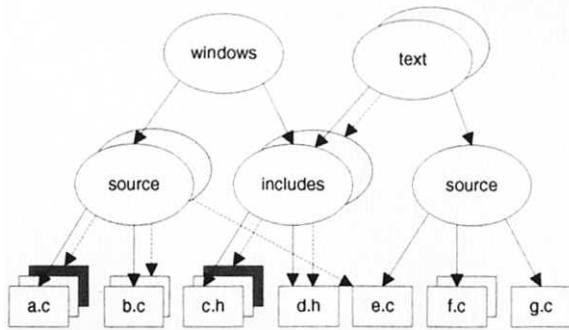 windows
text
source
includes
source
a.c
b.c
c.h
d.h
e.c
f.c
g.c